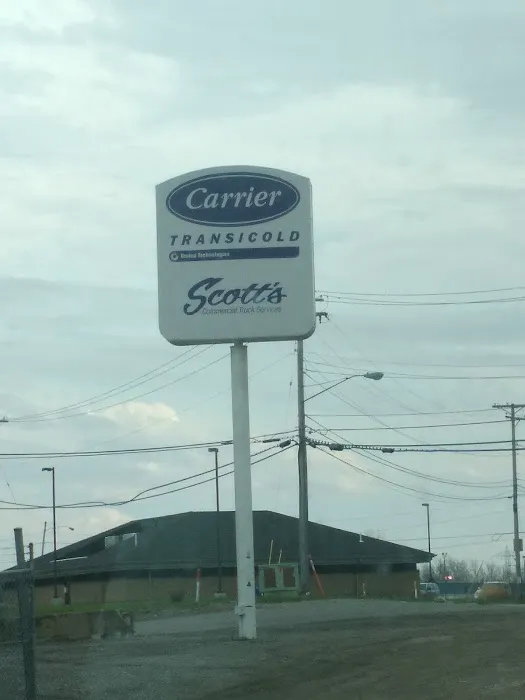 Carrier
TRANSICOLD
United Technologies
Scott's
Commercial Truck Services